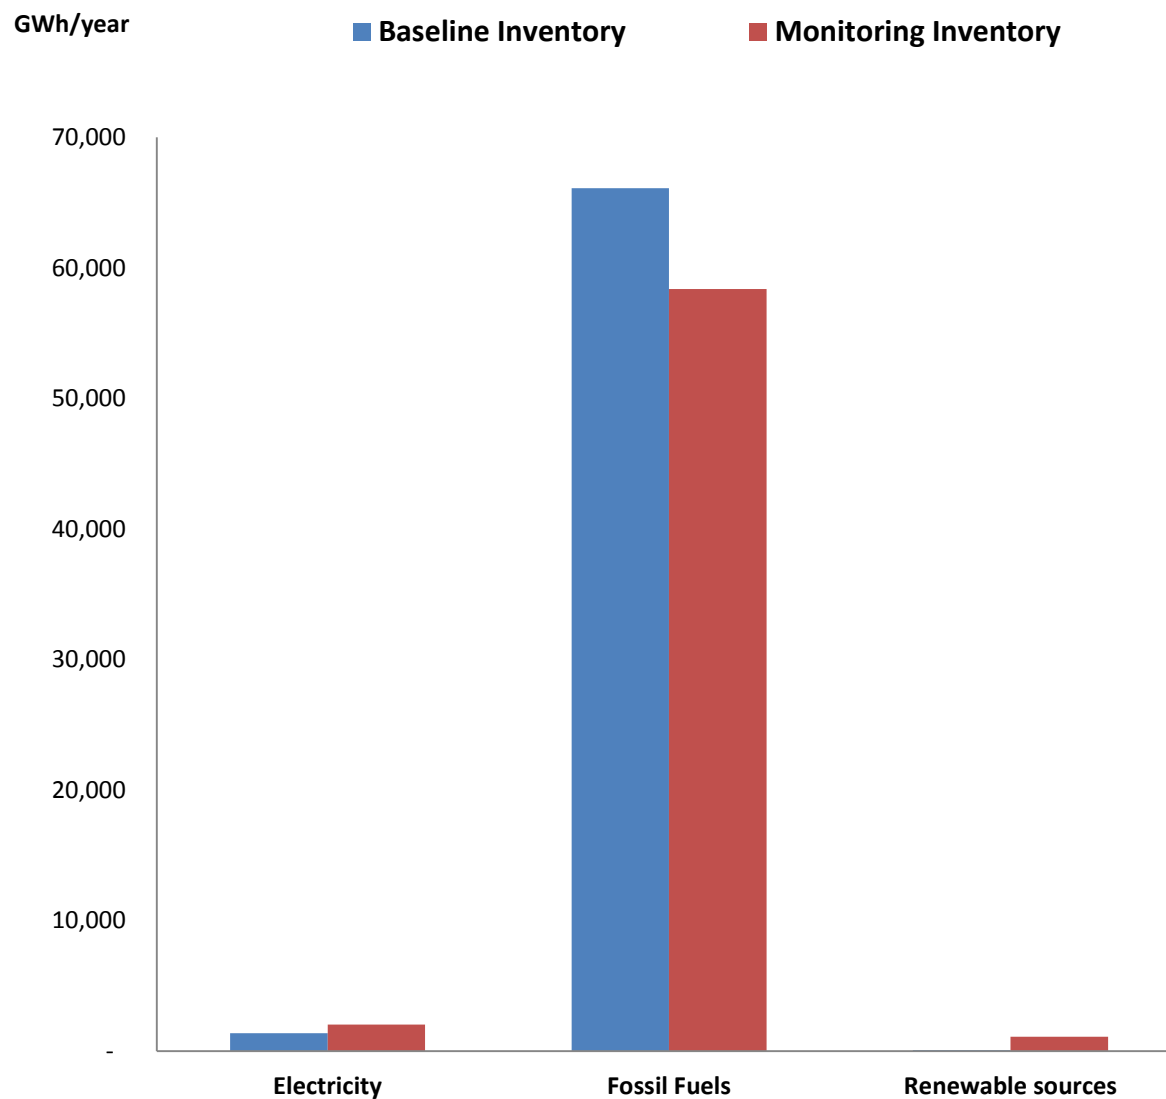 GWh/year
Baseline Inventory
Monitoring Inventory
70,000
60,000
50,000
40,000
30,000
20,000
10,000
-
Electricity
Fossil Fuels
Renewable sources